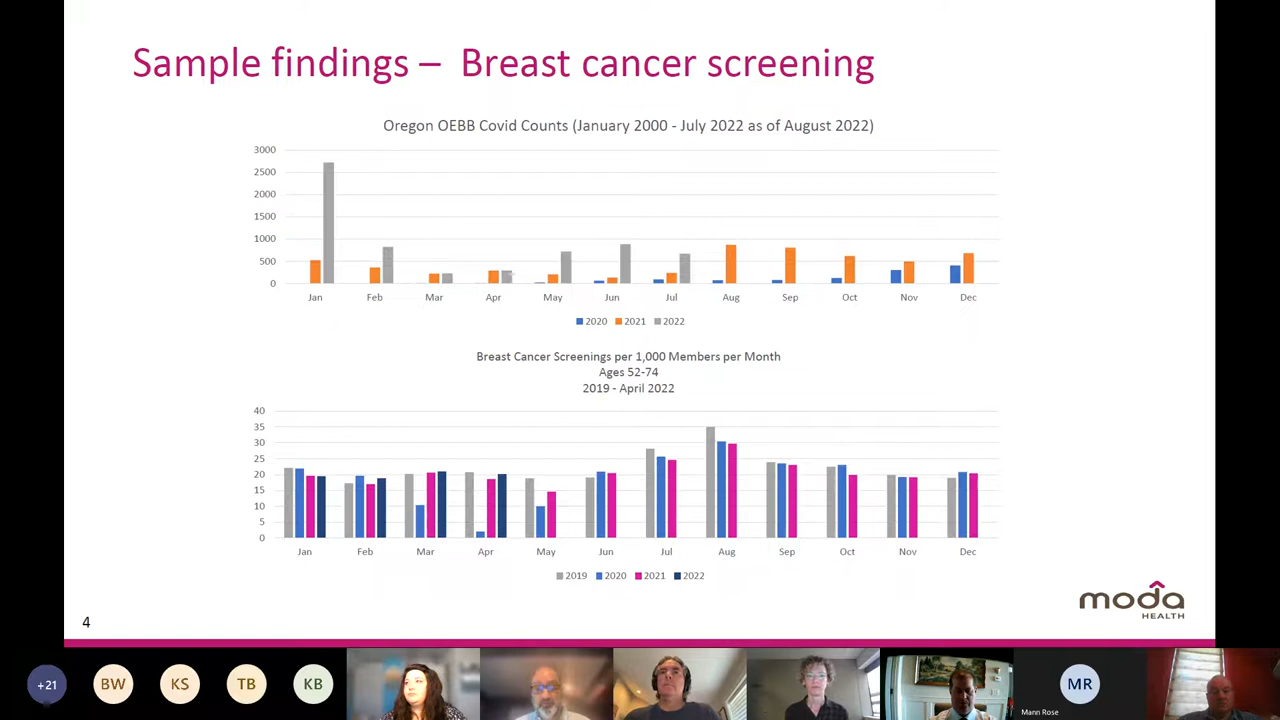 Sample findings – Breast cancer screening
Oregon OEBB Covid Counts (January 2000 - July 2022 as of August 2022)
3000
2500
2000
1500
1000
500
0
Jan Feb Mar Apr May Jun Jul Aug Sep Oct Nov Dec
2020 2021 2022
Breast Cancer Screenings per 1,000 Members per Month
Ages 52-74
2019 - April 2022
40
35
30
25
20
15
10
5
0
Jan Feb Mar Apr May Jun Jul Aug Sep Oct Nov Dec
2019 2020 2021 2022
moda
HEALTH
4
+21 BW KS TB KB MR
Mann Rose